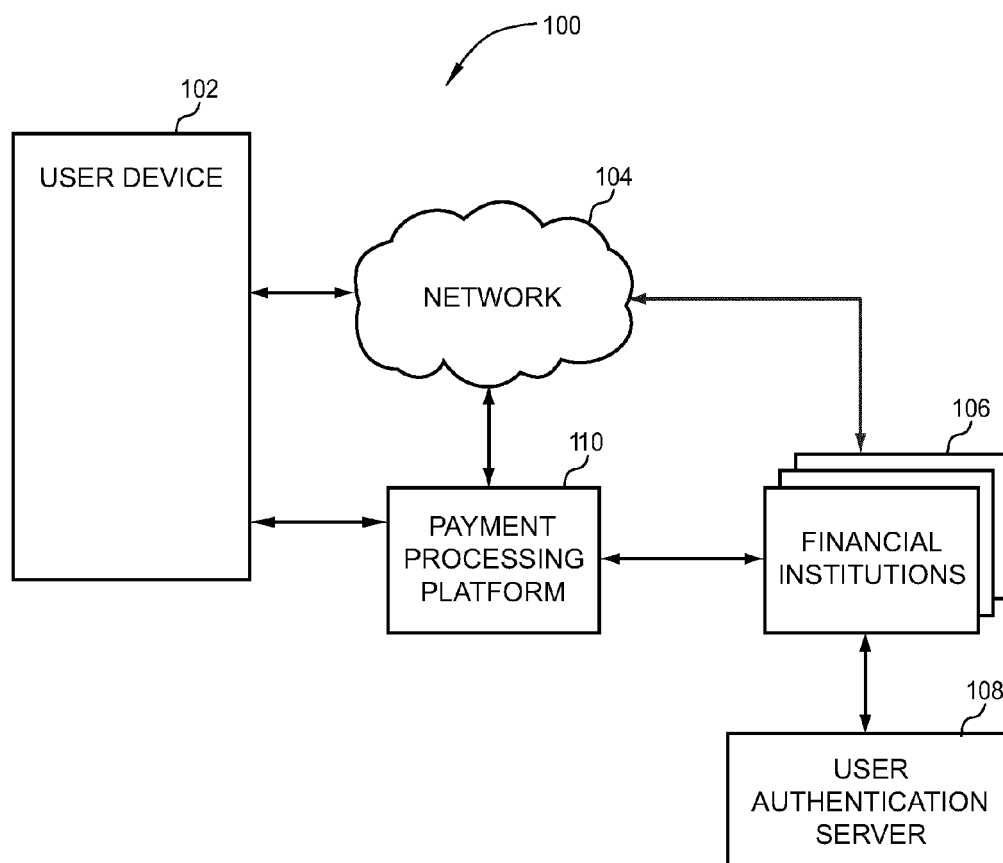 100
102
USER DEVICE
104
NETWORK
106
110
PAYMENT
PROCESSING
PLATFORM
FINANCIAL
INSTITUTIONS
108
USER
AUTHENTICATION
SERVER